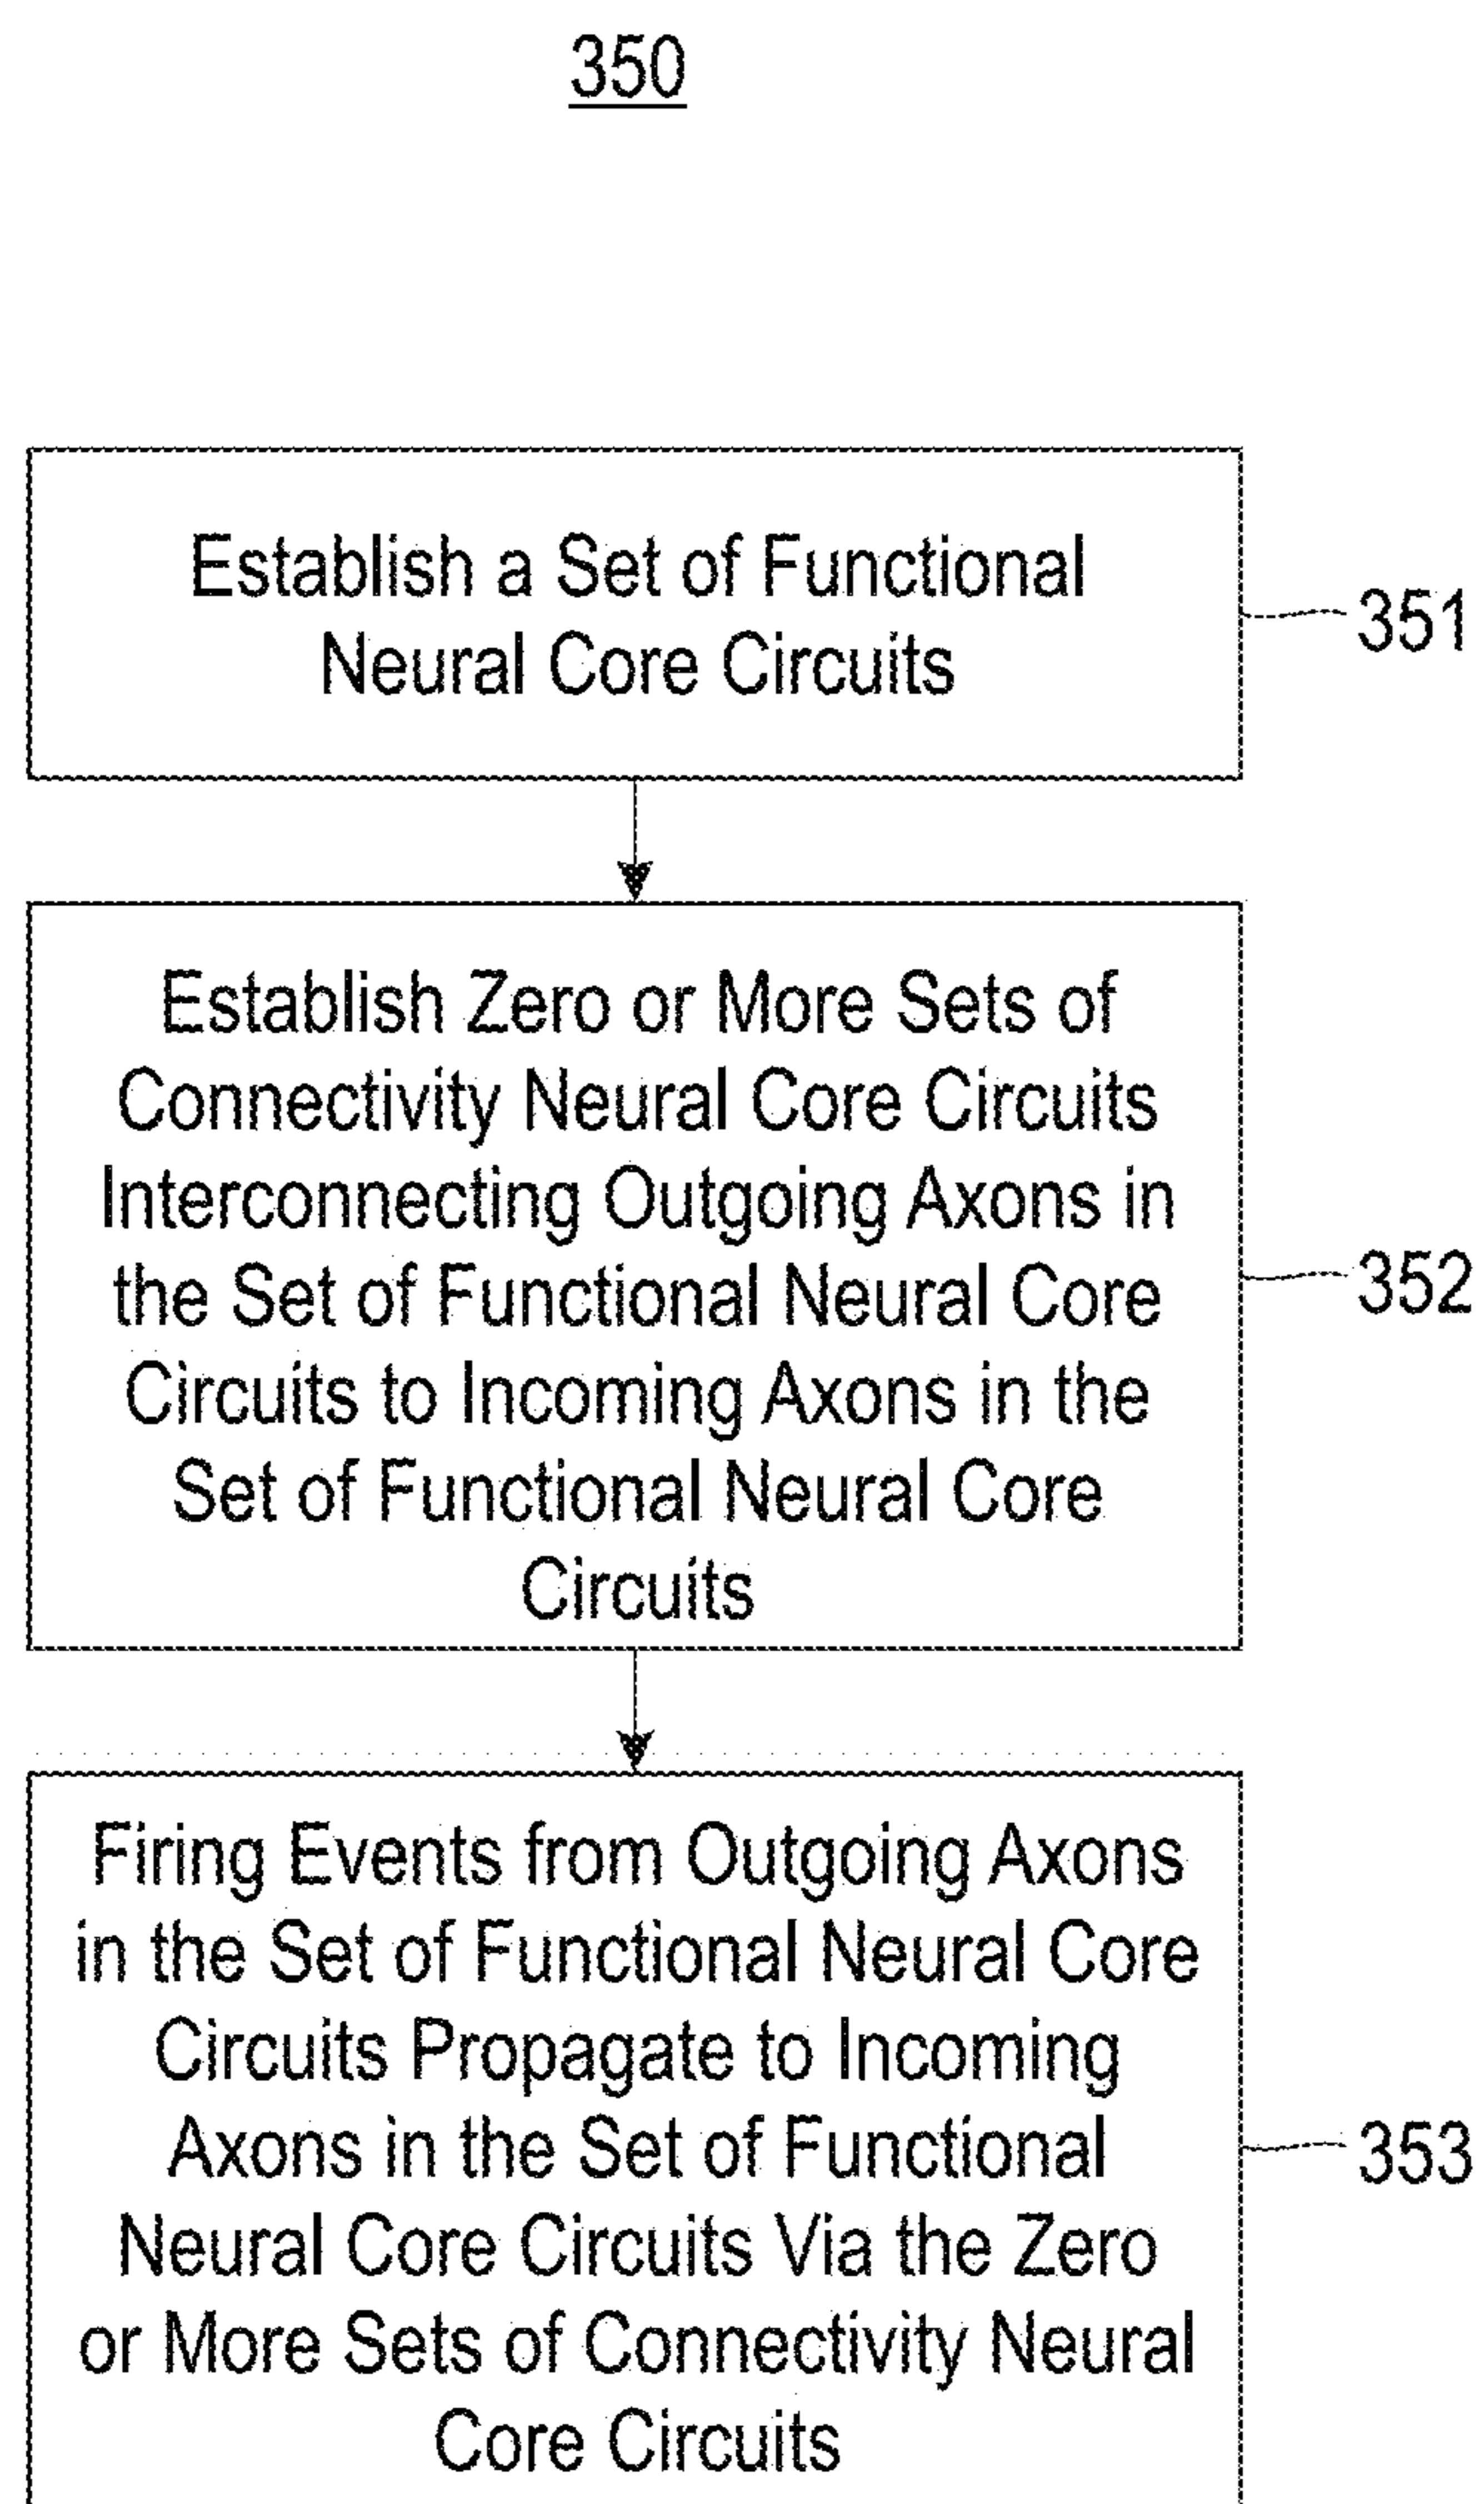 350
Establish a Set of Functional
Neural Core Circuits
351
Establish Zero or More Sets of
Connectivity Neural Core Circuits
Interconnecting Outgoing Axons in
the Set of Functional Neural Core
Circuits to Incoming Axons in the
Set of Functional Neural Core
Circuits
352
Firing Events from Outgoing Axons
in the Set of Functional Neural Core
Circuits Propagate to Incoming
Axons in the Set of Functional
Neural Core Circuits Via the Zero
or More Sets of Connectivity Neural
Core Circuits
353